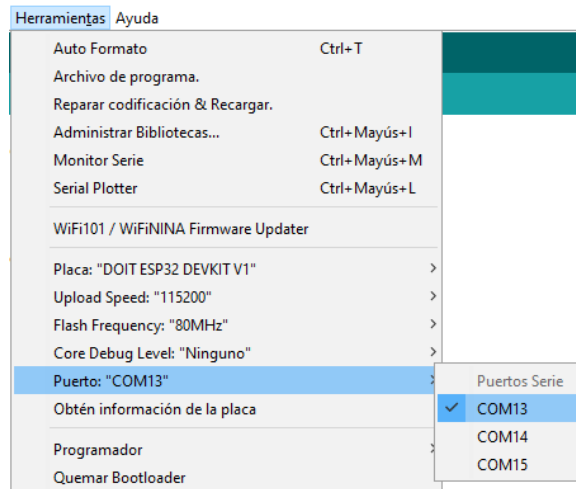 Herramientas Ayuda
Auto Formato Ctrl+T
Archivo de programa.
Reparar codificación & Recargar.
Administrar Bibliotecas... Ctrl+Mayús+I
Monitor Serie Ctrl+Mayús+M
Serial Plotter Ctrl+Mayús+L
WiFi101 / WiFiNINA Firmware Updater
Placa: "DOIT ESP32 DEVKIT V1"
Upload Speed: "115200"
Flash Frequency: "80MHz"
Core Debug Level: "Ninguno"
Puerto: "COM13"
Obtén información de la placa
Programador
Quemar Bootloader
Puertos Serie
COM13
COM14
COM15